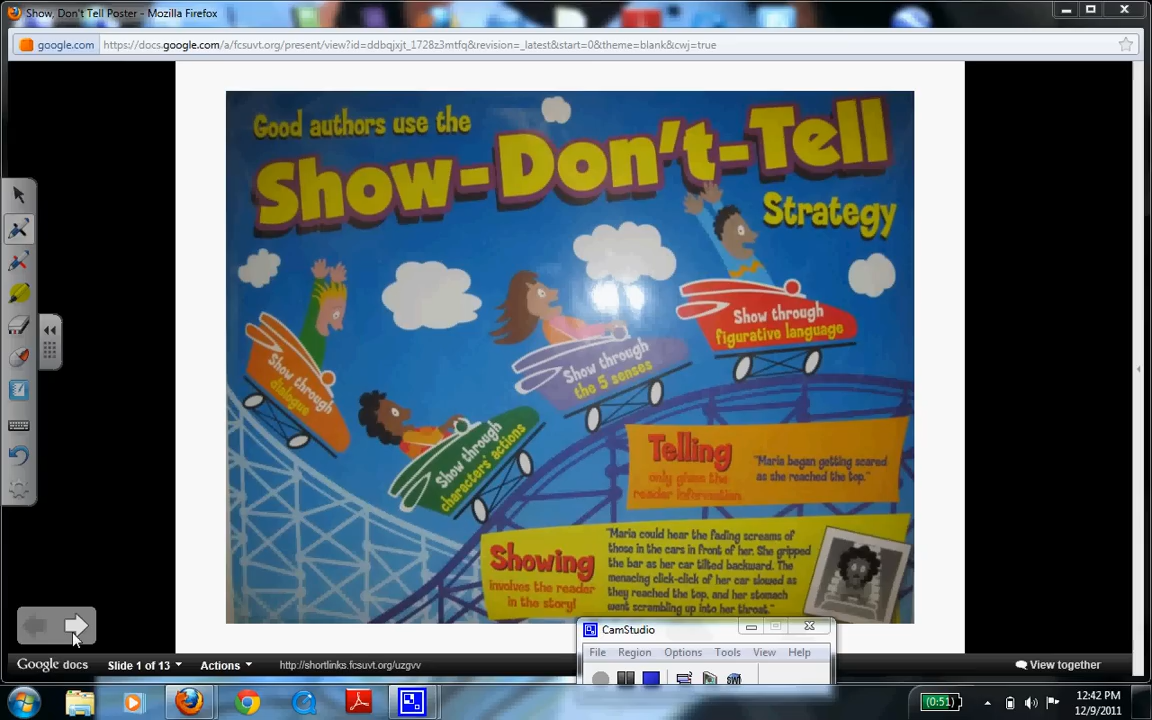 Show, Don't Tell Poster - Mozilla Firefox
google.com
https://docs.google.com/a/fcsuvt.org/present/view?id=ddbqjxjt_1728z3mtfq&revision=_latest&start=0&theme=blank&cwj=true
Good authors use the
Show-Don't-Tell
Strategy
Show through
dialogue
Show through
characters' actions
Show through
the 5 senses
Show through
figurative language
Telling
only gives the
reader information
"Maria began getting scared
as she reached the top."
Showing
involves the reader
in the story!
"Maria could hear the fading screams of
those in the cars in front of her. She gripped
the bar as her car tilted backward. The
menacing click-click of her car slowed as
they reached the top, and her stomach
went scrambling up into her throat."
CamStudio
File Region Options Tools View Help
Google docs
Slide 1 of 13
Actions
http://shortlinks.fcsuvt.org/uzgvv
View together
(0:51)
12:42 PM
12/9/2011